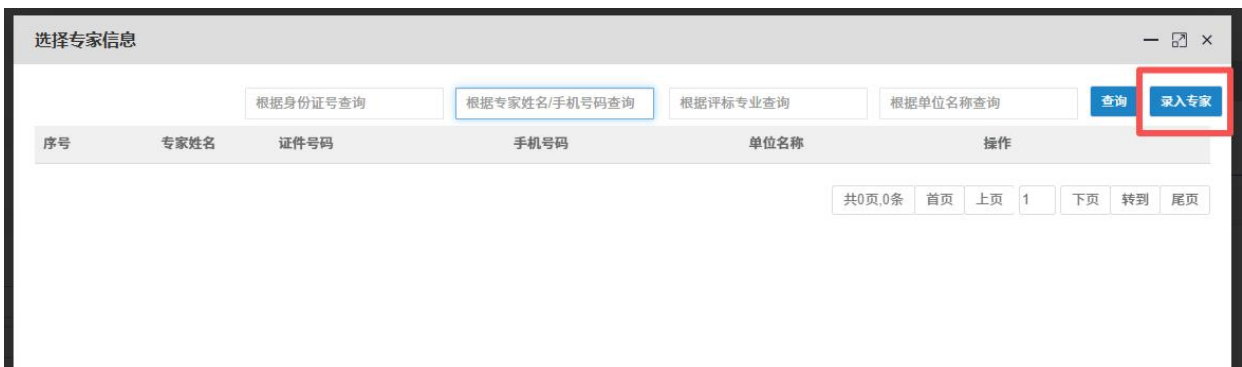 选择专家信息
根据身份证号查询 根据专家姓名/手机号码查询 根据评标专业查询 根据单位名称查询 查询 录入专家
序号 专家姓名 证件号码 手机号码 单位名称 操作
共0页,0条 首页 上页 1 下页 转到 尾页